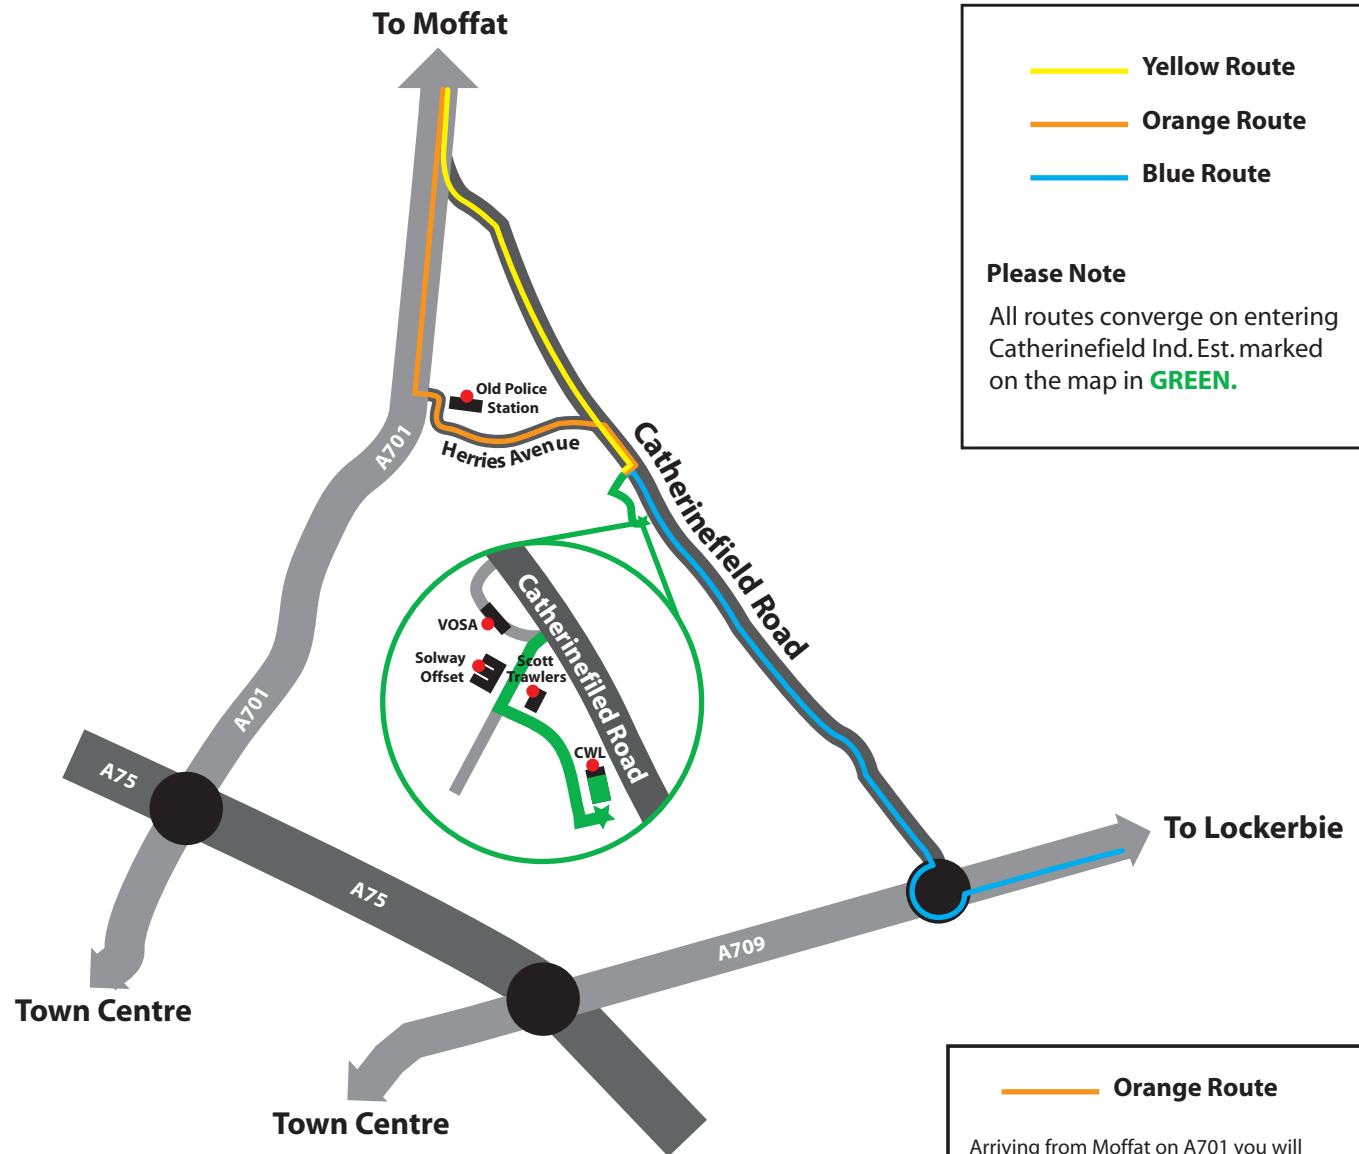 To Moffat
Yellow Route
Orange Route
Blue Route
Please Note
All routes converge on entering
Catherinefield Ind. Est. marked
on the map in GREEN.
Old Police
Station
Herries Avenue
A701
Catherinefield Road
Catherinefiled Road
VOSA
Solway
Offset
Scott
Trawlers
CWL
A701
A75
A75
A709
To Lockerbie
Town Centre
Town Centre
Orange Route
Arriving from Moffat on A701 you will